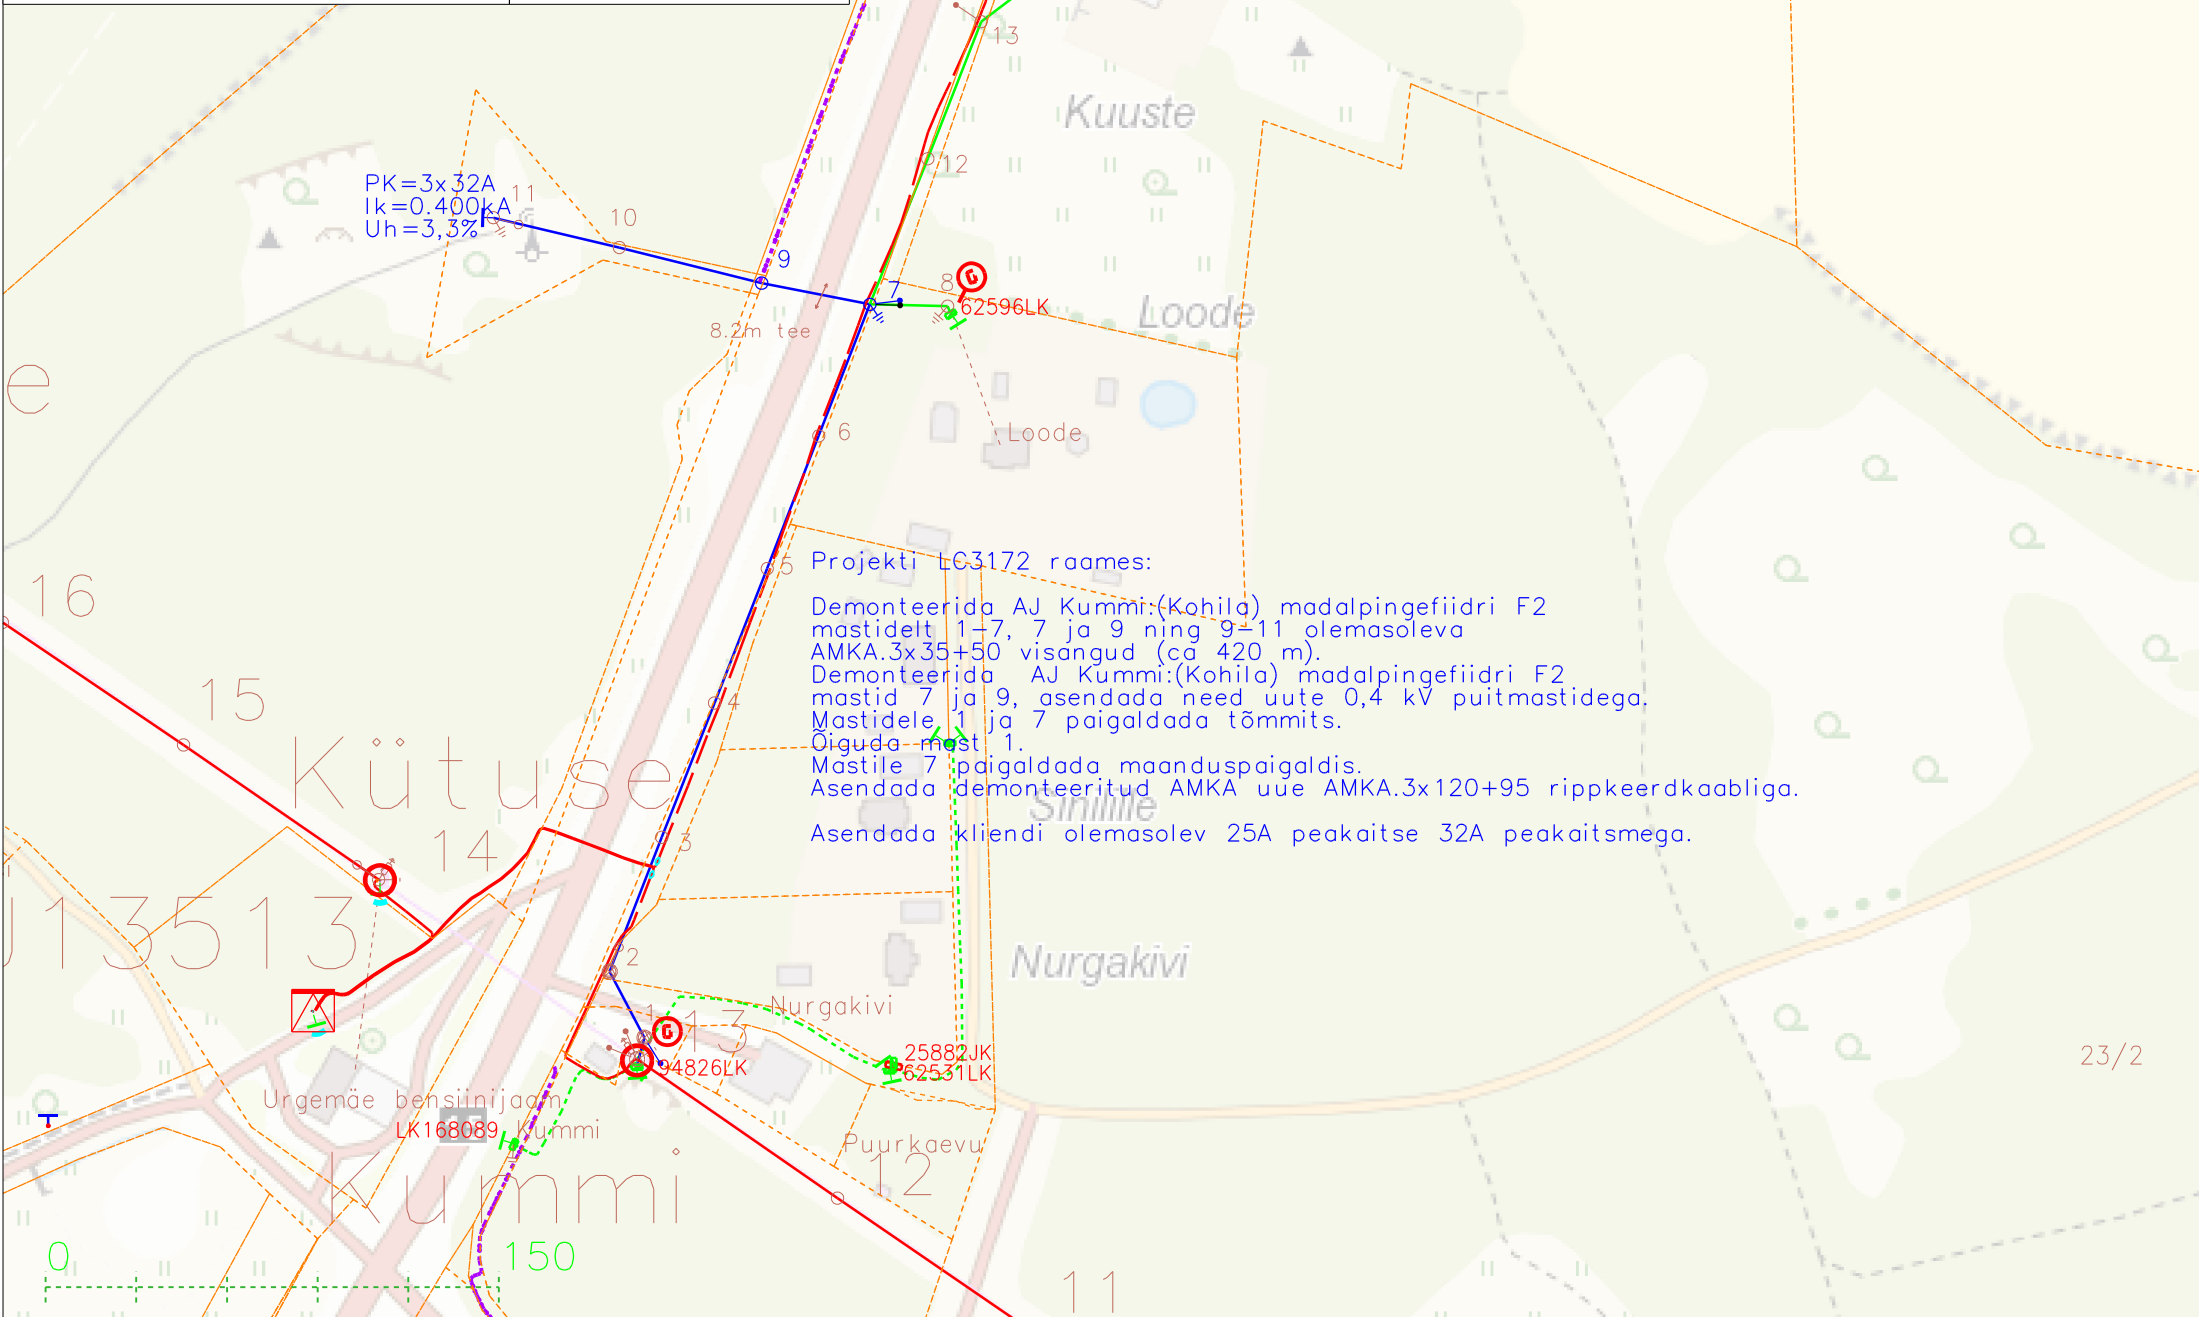 13
Kuuste
12
PK=3x32A
11
Ik=0.400kA
Uh=3,3%
10
9
7
8
62596LK
Loode
8.2m tee
e
6
Loode
5
Projekti LC3172 raames:
Demonteerida AJ Kummi:(Kohila) madalpingefiidri F2
mastidelt 1-7, 7 ja 9 ning 9-11 olemasoleva
AMKA.3x35+50 visangud (ca 420 m).
Demonteerida AJ Kummi:(Kohila) madalpingefiidri F2
mastid 7 ja 9, asendada need uute 0,4 kV puitmastidega.
Mastidele 1 ja 7 paigaldada tõmmits.
Õiguda mast 1.
Mastile 7 paigaldada maanduspaigaldis.
Asendada demonteeritud AMKA uue AMKA.3x120+95 rippkeerdkaabliga.
Asendada kliendi olemasolev 25A peakaitse 32A peakaitsmega.
16
15
4
Kütuse
Sinilille
14
3
J13513
2
Nurgakivi
Nurgakivi
1
13
25882JK
94826LK
62531LK
23/2
Urgemäe bensiinijaam
LK168089
Kummi
Puurkaevu
12
Kummi
0
150
11